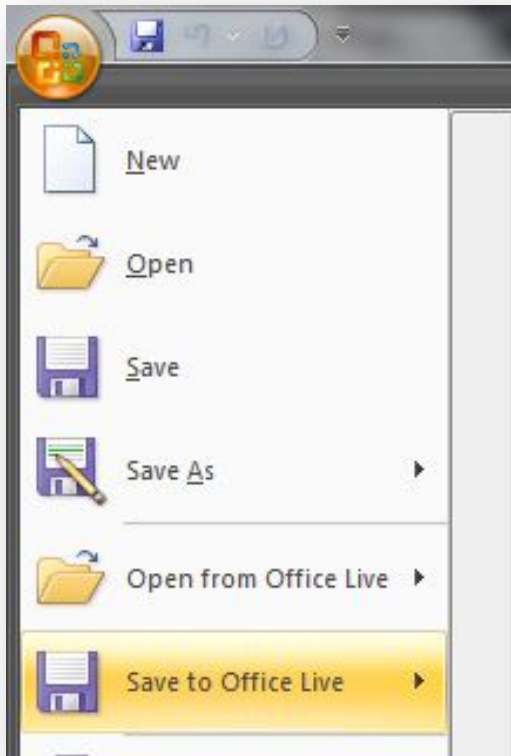 New
Open
Save
Save As
Open from Office Live
Save to Office Live